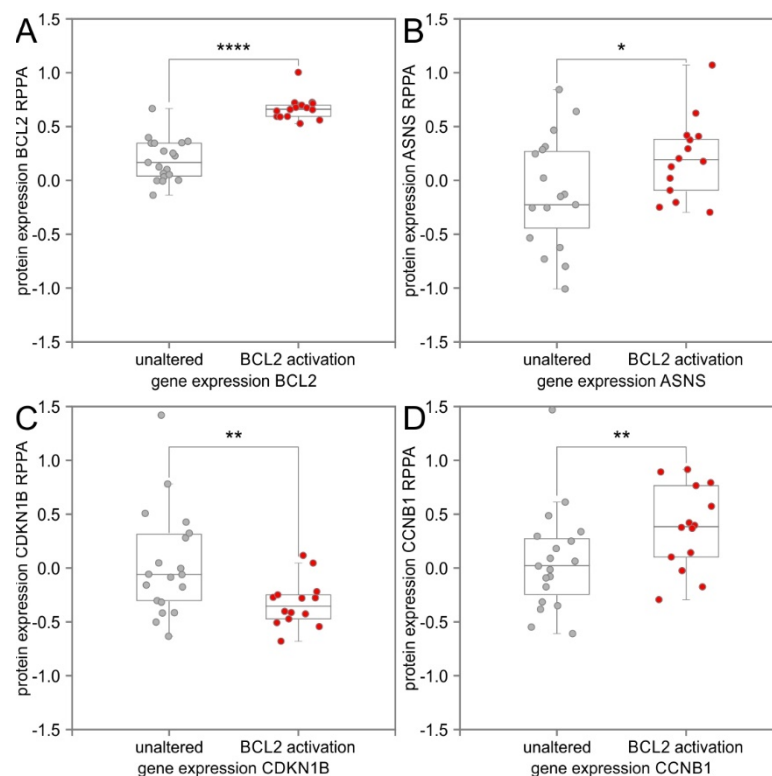 A
protein expression BCL2 RPPA
1.5
1.0
0.5
0.0
-0.5
-1.0
-1.5
****
unaltered BCL2 activation
gene expression BCL2
B
protein expression ASNS RPPA
1.5
1.0
0.5
0.0
-0.5
-1.0
-1.5
*
unaltered BCL2 activation
gene expression ASNS
C
protein expression CDKN1B RPPA
1.5
1.0
0.5
0.0
-0.5
-1.0
-1.5
**
unaltered BCL2 activation
gene expression CDKN1B
D
protein expression CCNB1 RPPA
1.5
1.0
0.5
0.0
-0.5
-1.0
-1.5
**
unaltered BCL2 activation
gene expression CCNB1